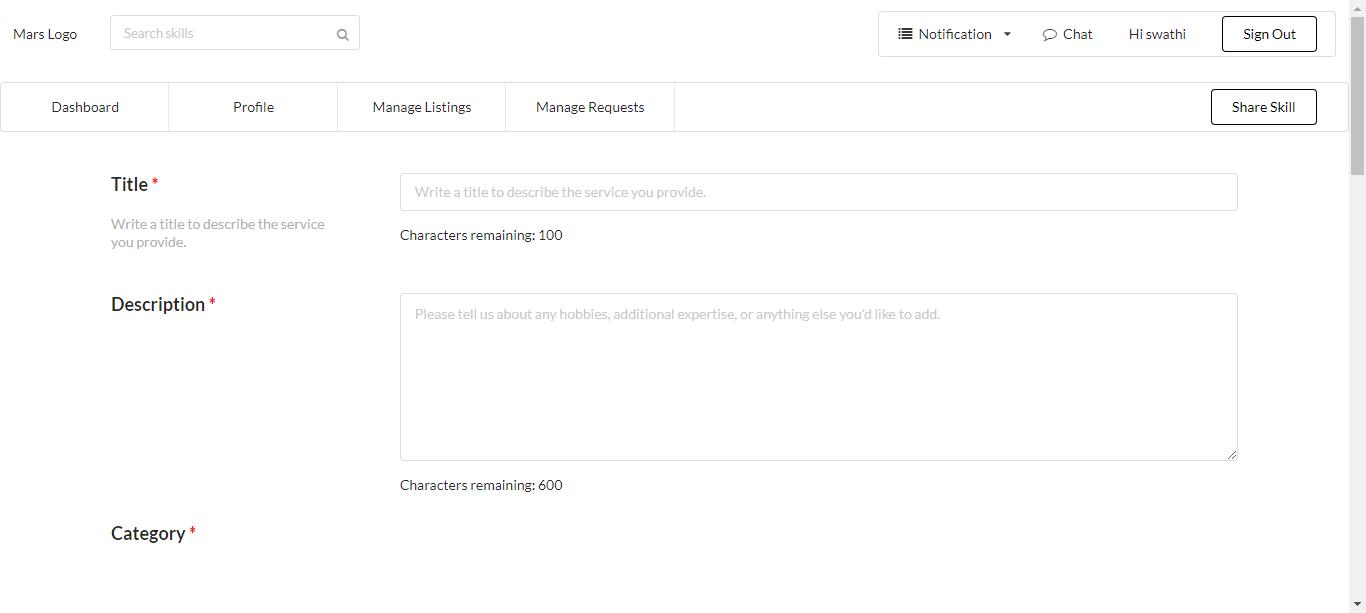 Mars Logo
Search skills
Notification
Chat
Hi swathi
Sign Out
Dashboard
Profile
Manage Listings
Manage Requests
Share Skill
Title *
Write a title to describe the service
you provide.
Write a title to describe the service you provide.
Characters remaining: 100
Description *
Please tell us about any hobbies, additional expertise, or anything else you'd like to add.
Characters remaining: 600
Category *